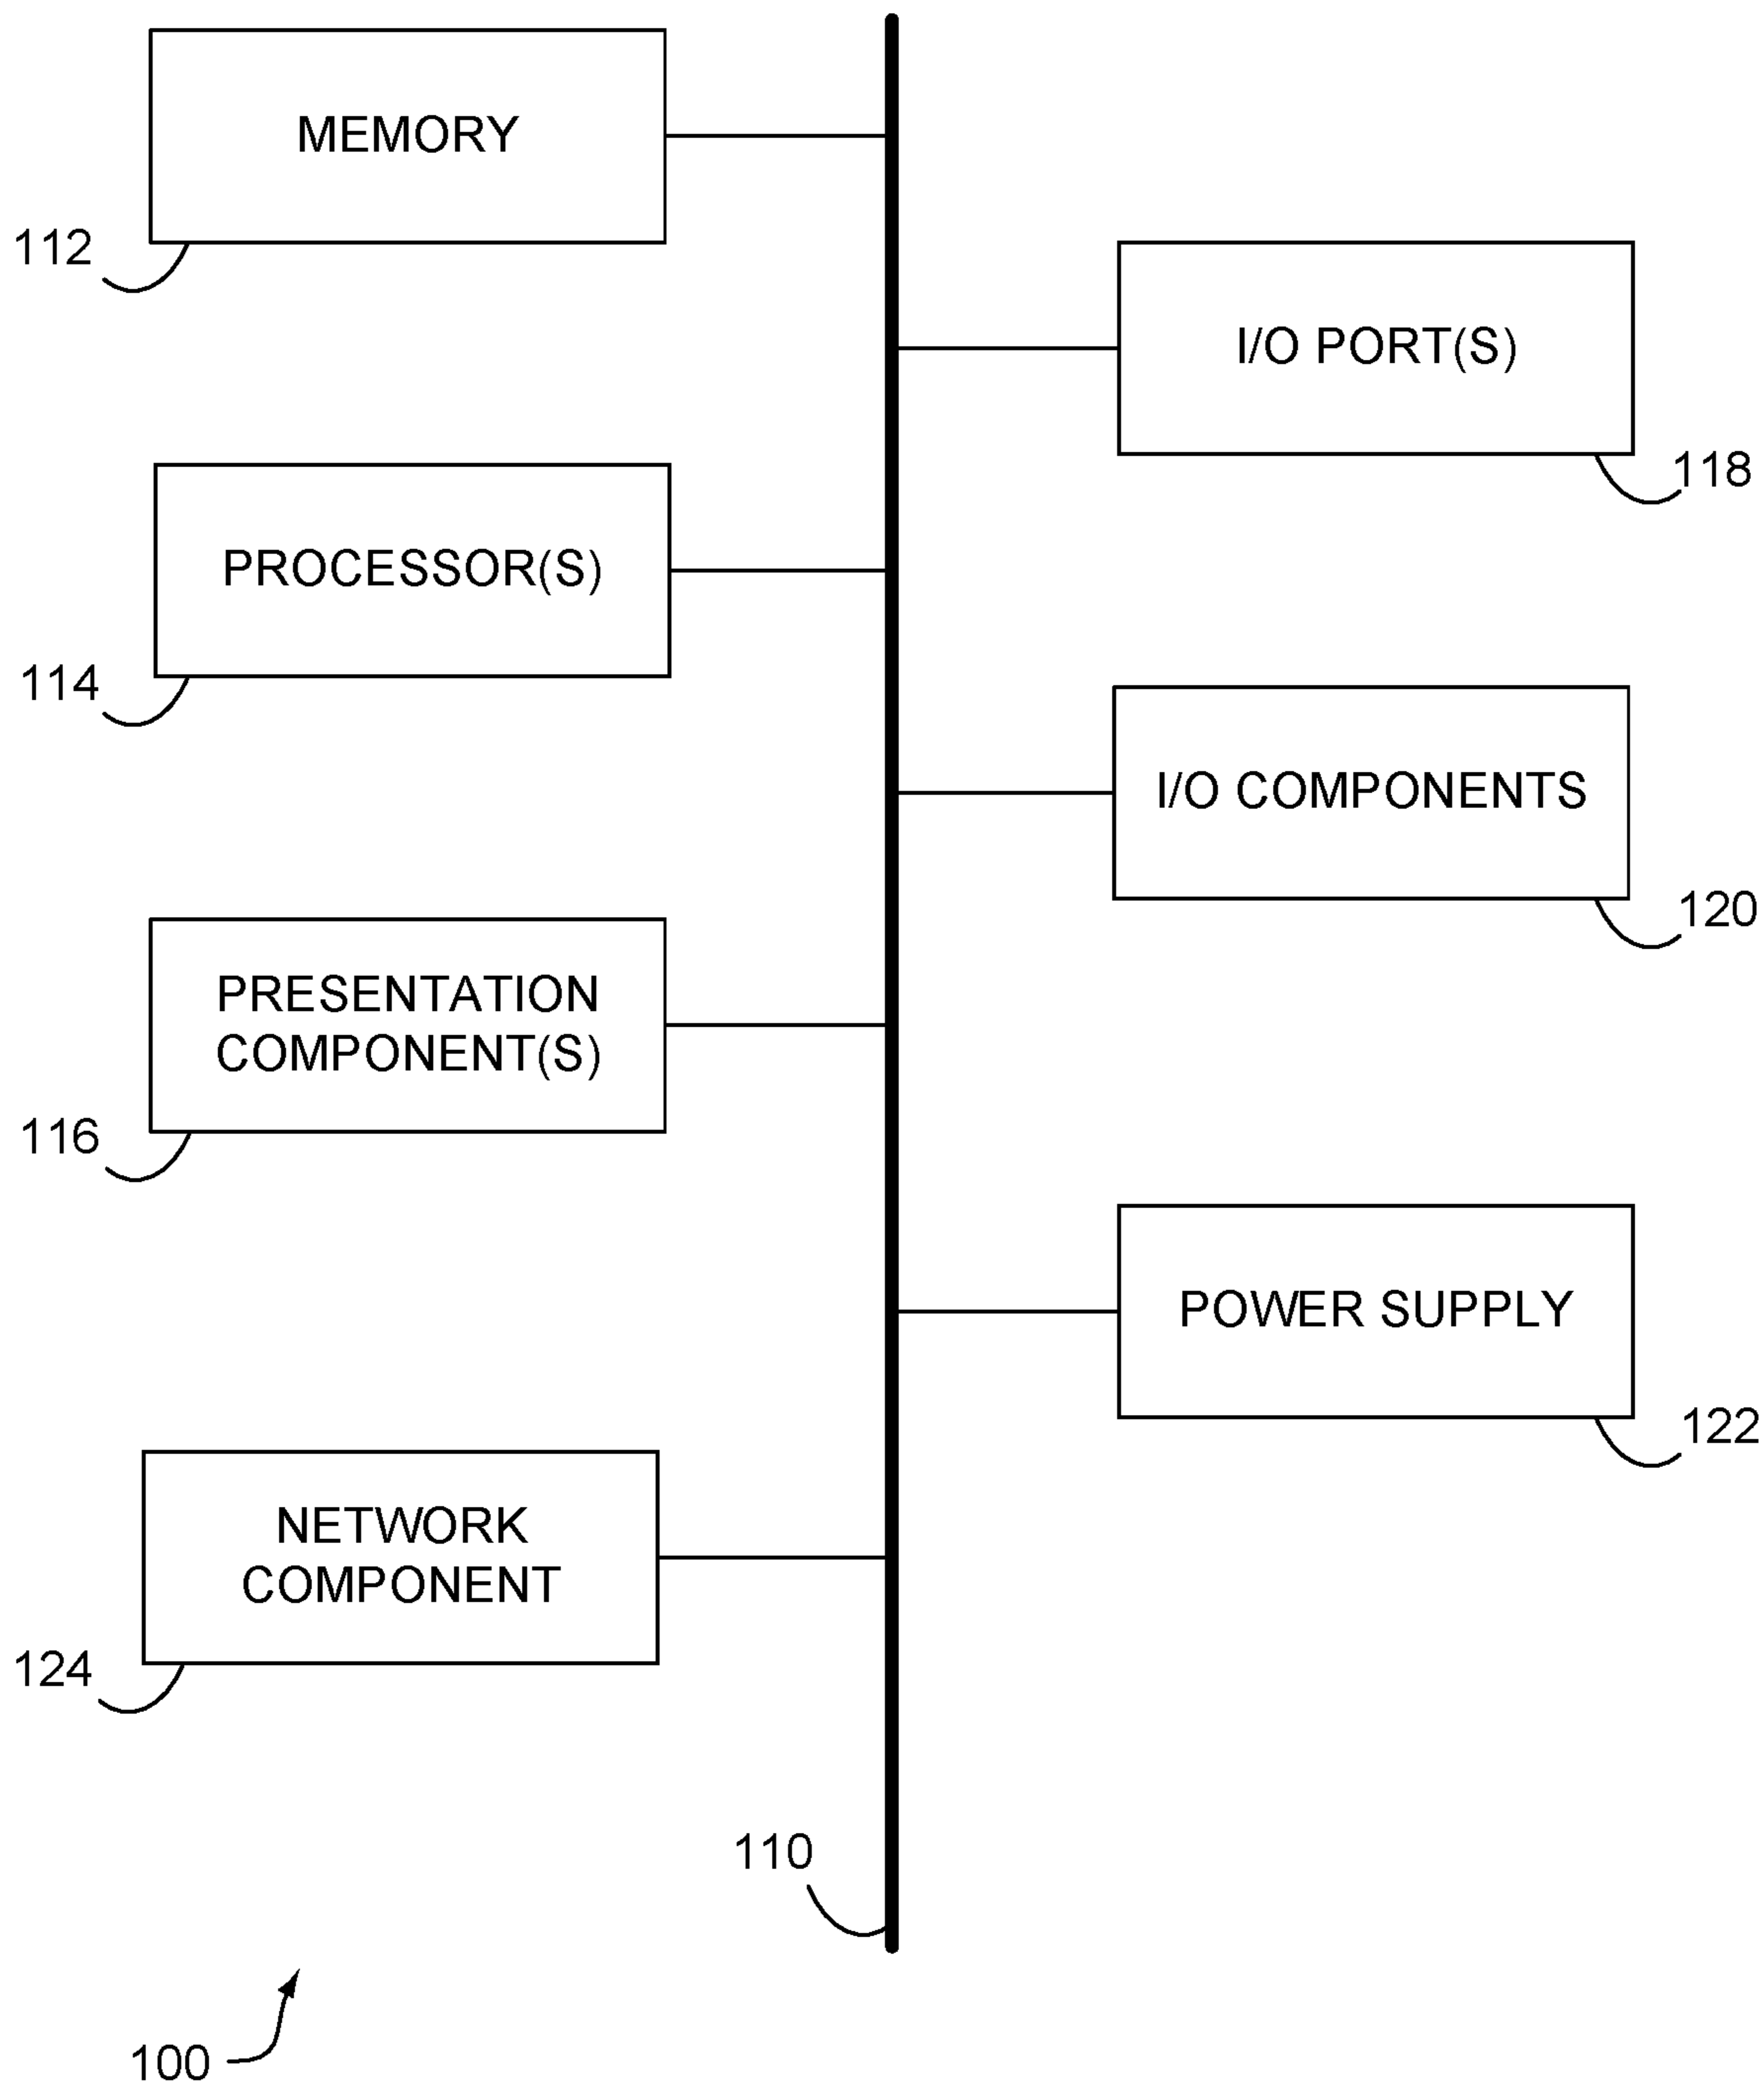 MEMORY
112
I/O PORT(S)
118
PROCESSOR(S)
114
I/O COMPONENTS
120
PRESENTATION
COMPONENT(S)
116
POWER SUPPLY
122
NETWORK
COMPONENT
124
110
100